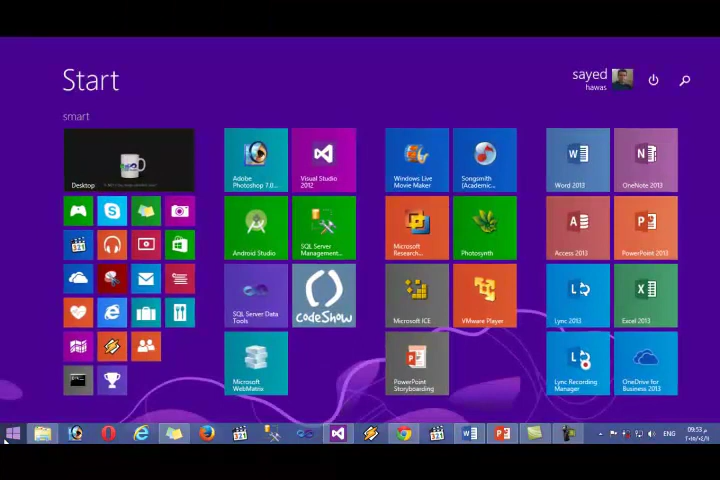 Start
sayed
hawas
smart
Desktop
Adobe
Photoshop 7.0...
Visual Studio
2012
Windows Live
Movie Maker
Songsmith
(Academic...
Word 2013
OneNote 2013
Android Studio
SQL Server
Management...
Microsoft
Research...
Photosynth
Access 2013
PowerPoint 2013
SQL Server Data
Tools
codeShow
Microsoft ICE
VMware Player
Lync 2013
Excel 2013
Microsoft
WebMatrix
PowerPoint
Storyboarding
Lync Recording
Manager
OneDrive for
Business 2013
ENG
09:53 م